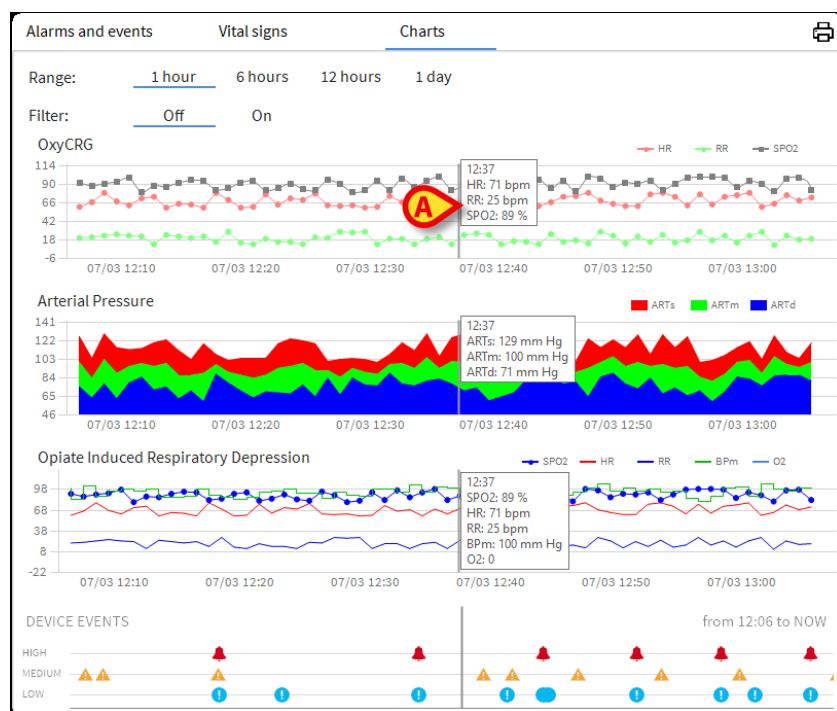 Alarms and events Vital signs Charts
Range: 1 hour 6 hours 12 hours 1 day
Filter: Off On
OxyCRG
HR RR SPO2
114
90
66
42
18
-6
12:37
HR: 71 bpm
RR: 25 bpm
SPO2: 89 %
A
07/03 12:10 07/03 12:20 07/03 12:30 07/03 12:40 07/03 12:50 07/03 13:00
Arterial Pressure
ARTs ARTm ARTd
141
122
103
84
65
46
12:37
ARTs: 129 mm Hg
ARTm: 100 mm Hg
ARTd: 71 mm Hg
07/03 12:10 07/03 12:20 07/03 12:30 07/03 12:40 07/03 12:50 07/03 13:00
Opiate Induced Respiratory Depression
SPO2 HR RR BPm O2
98
68
38
8
-22
12:37
SPO2: 89 %
HR: 71 bpm
RR: 25 bpm
BPm: 100 mm Hg
O2: 0
07/03 12:10 07/03 12:20 07/03 12:30 07/03 12:40 07/03 12:50 07/03 13:00
DEVICE EVENTS from 12:06 to NOW
HIGH
MEDIUM
LOW